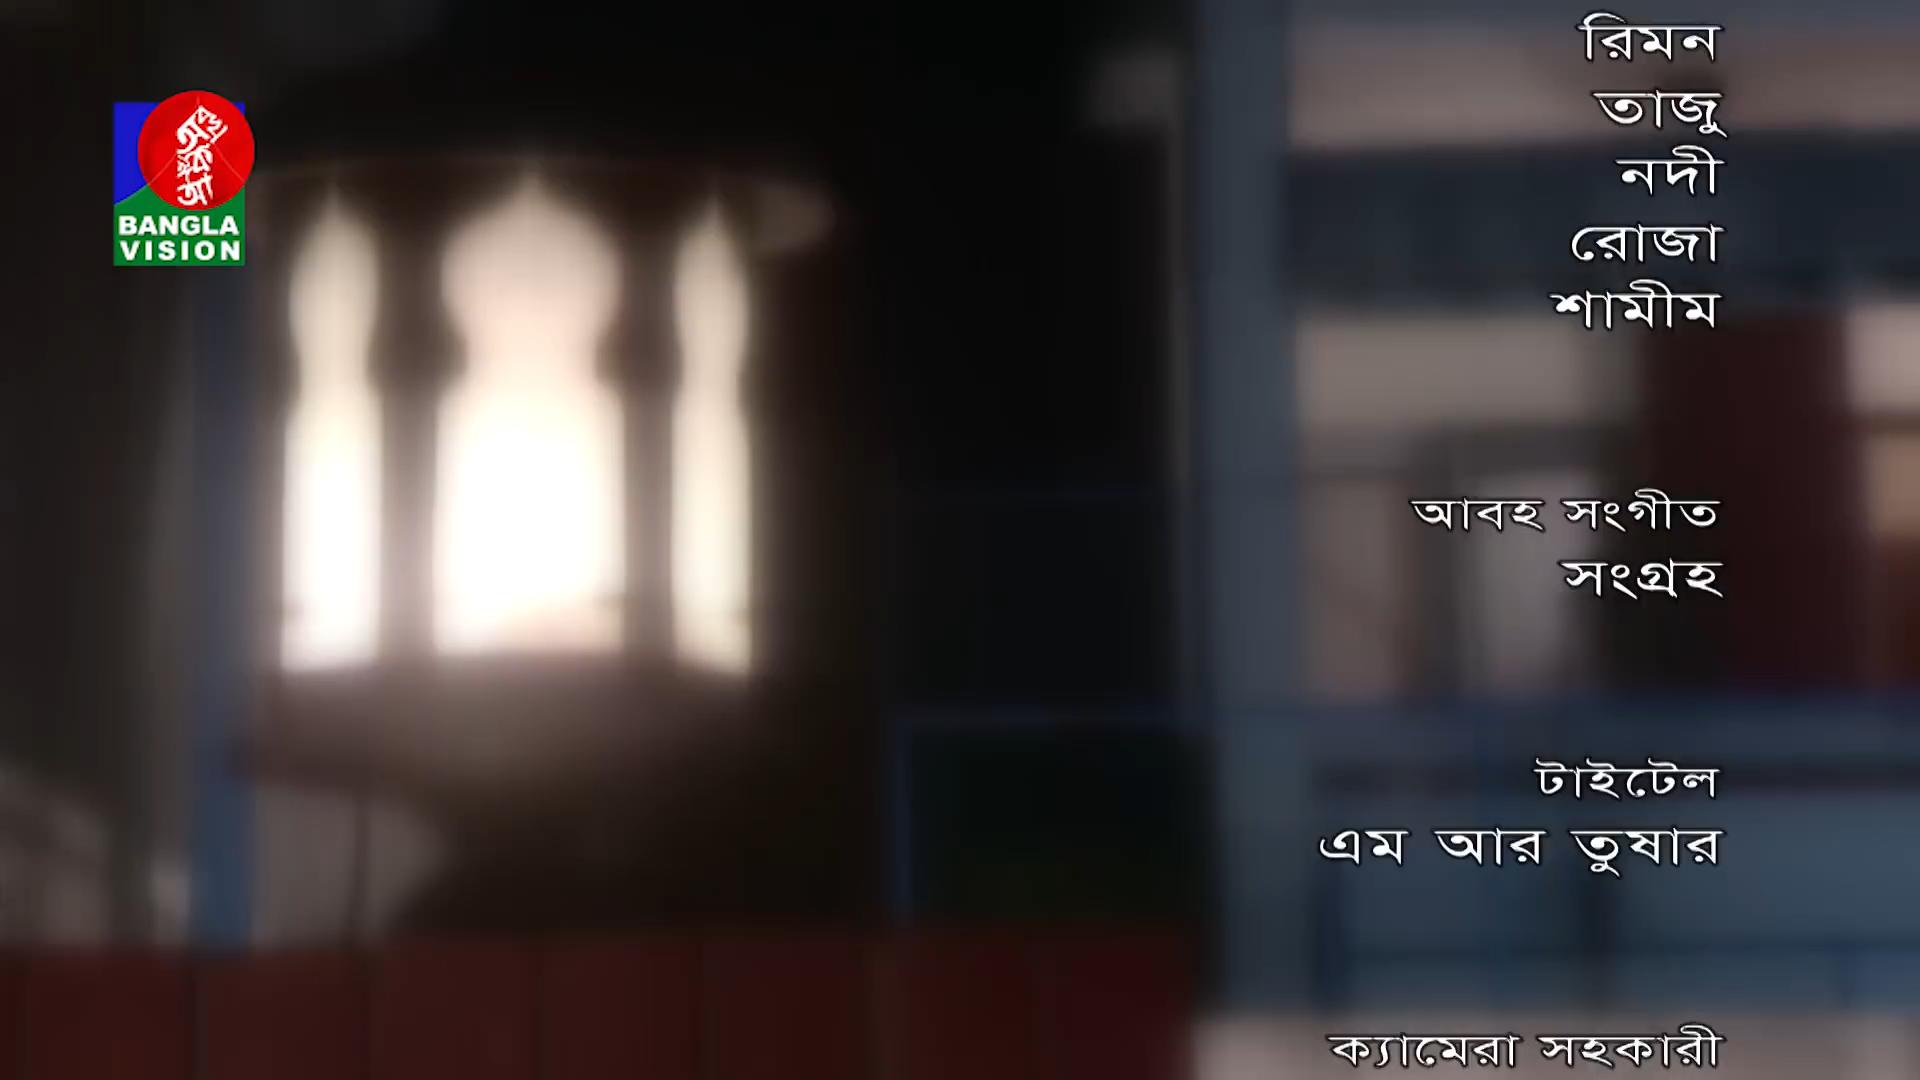 BANGLA
VISION
রিমন
তাজু
নদী
রোজা
শামীম
আবহ সংগীত
সংগ্রহ
টাইটেল
এম আর তুষার
ক্যামেরা সহকারী